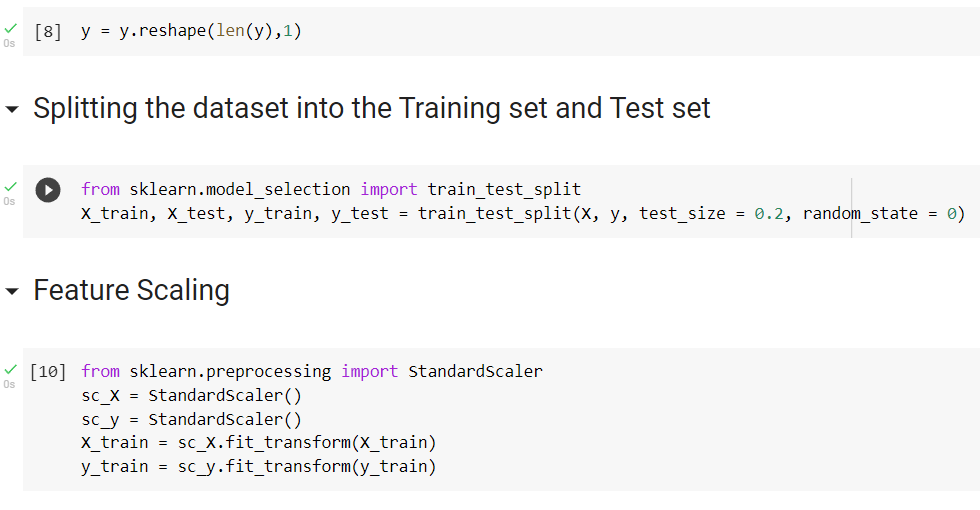 [8] y = y.reshape(len(y),1)
0s
Splitting the dataset into the Training set and Test set
from sklearn.model_selection import train_test_split
0s
X_train, X_test, y_train, y_test = train_test_split(X, y, test_size = 0.2, random_state = 0)
Feature Scaling
[10] from sklearn.preprocessing import StandardScaler
0s
sc_X = StandardScaler()
sc_y = StandardScaler()
X_train = sc_X.fit_transform(X_train)
y_train = sc_y.fit_transform(y_train)